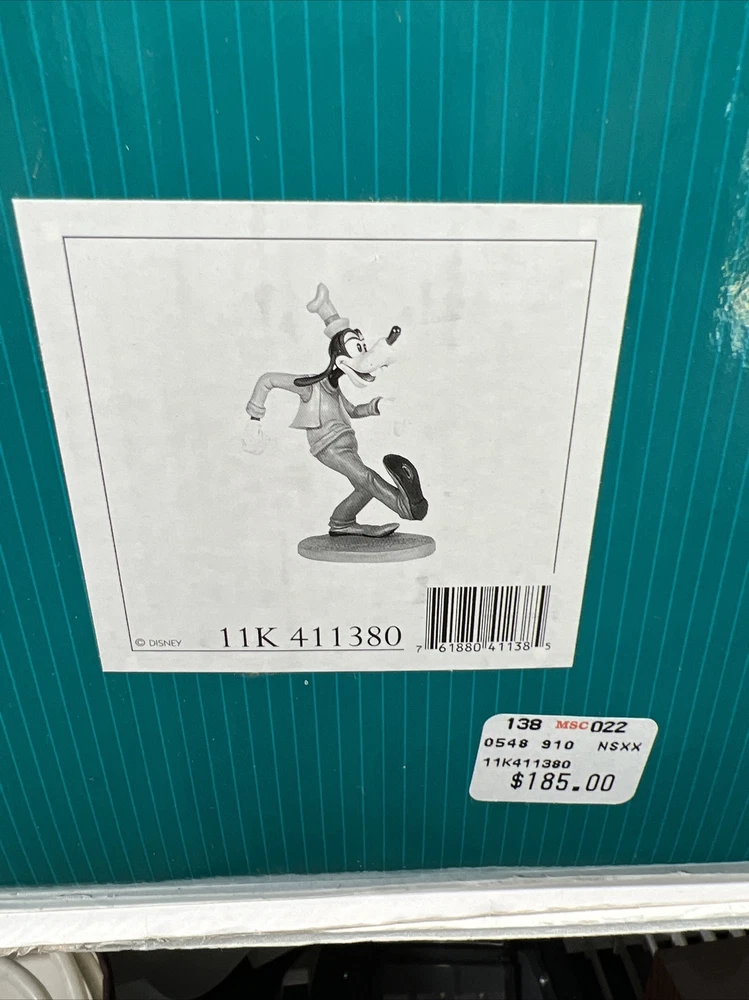 © DISNEY
11K 411380
7 61880 41138 5
138 MSC 022
0548 910 NSXX
11K411380
$185.00